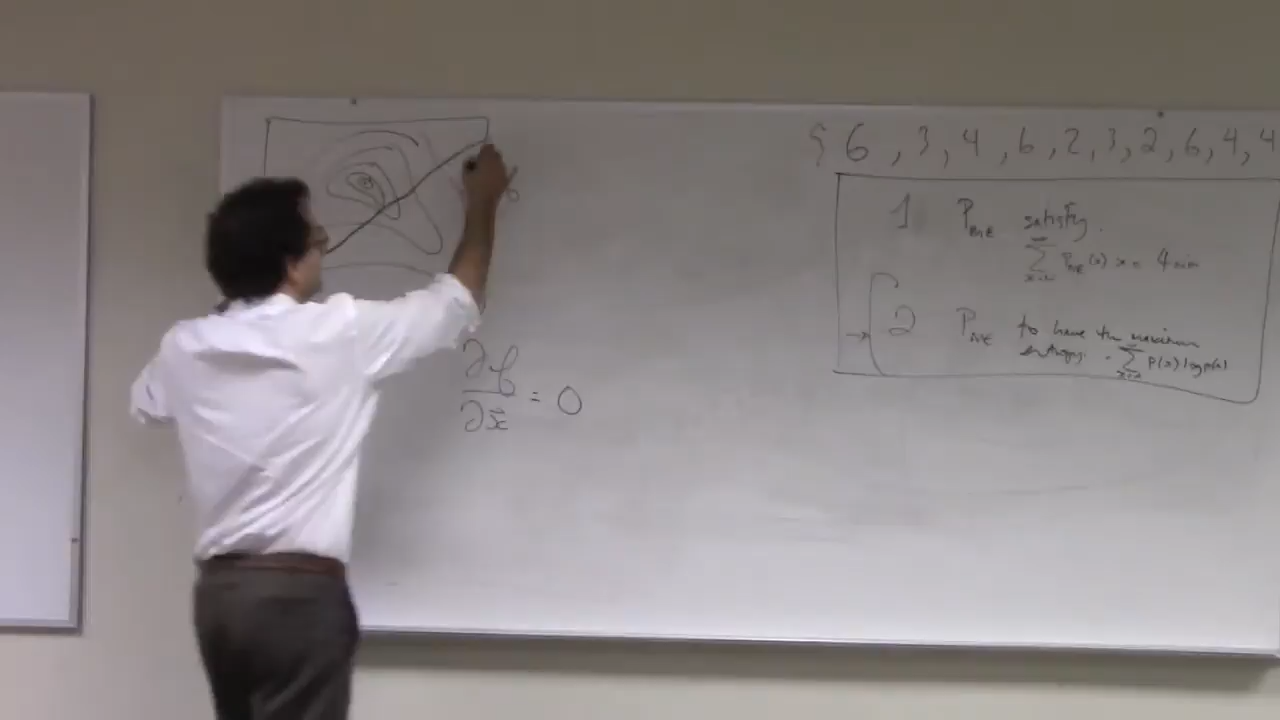 { 6 , 3 , 4 , 6 , 2 , 3 , 2 , 6 , 4 , 4
1 P_ME satisfy.
∑ P_ME(x) x = 4 min
2 P_ME to have the maximum
entropy. - ∑ P(x) log p(x)
∂f/∂x⃗ = 0